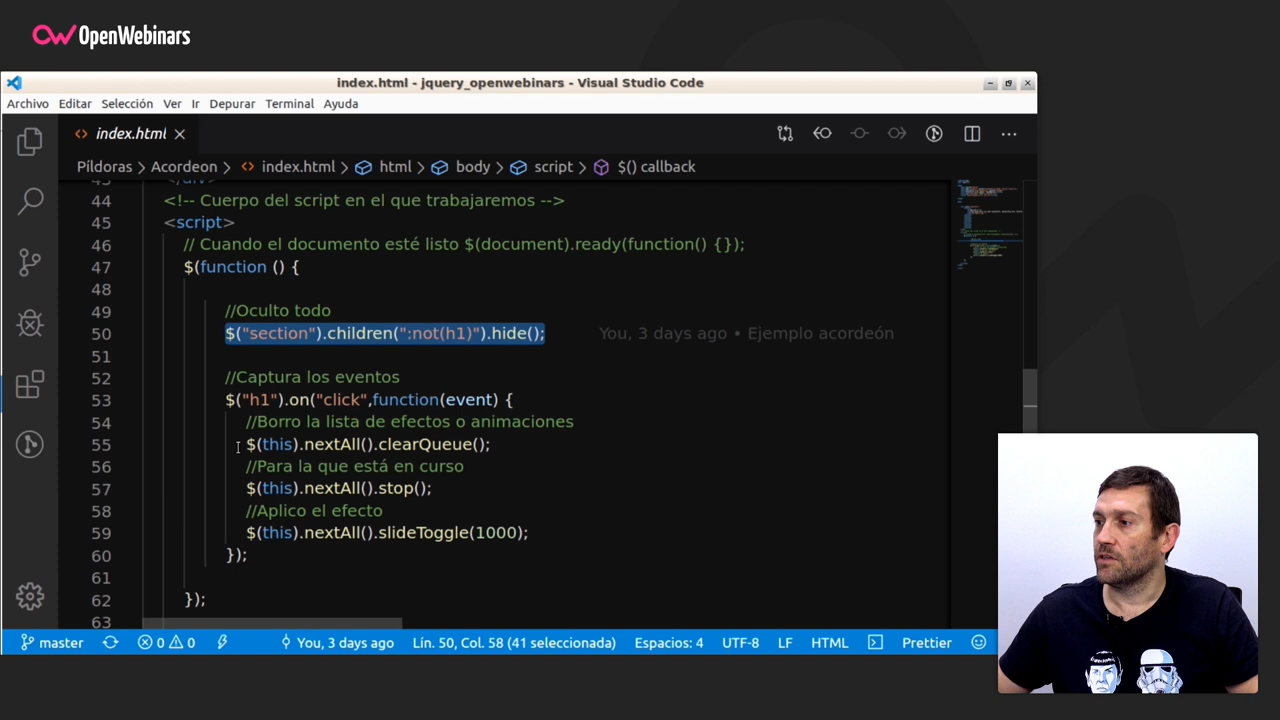 OpenWebinars
index.html - jquery_openwebinars - Visual Studio Code
Archivo Editar Selección Ver Ir Depurar Terminal Ayuda
index.html
Píldoras > Acordeon > index.html > html > body > script > $() callback
43 </div>
44 <!-- Cuerpo del script en el que trabajaremos -->
45 <script>
46 // Cuando el documento esté listo $(document).ready(function() {});
47 $(function () {
48
49 //Oculto todo
50 $("section").children(":not(h1)").hide(); You, 3 days ago • Ejemplo acordeón
51
52 //Captura los eventos
53 $("h1").on("click",function(event) {
54 //Borro la lista de efectos o animaciones
55 $(this).nextAll().clearQueue();
56 //Para la que está en curso
57 $(this).nextAll().stop();
58 //Aplico el efecto
59 $(this).nextAll().slideToggle(1000);
60 });
61
62 });
63
master 0 0 You, 3 days ago Lín. 50, Col. 58 (41 seleccionada) Espacios: 4 UTF-8 LF HTML Prettier